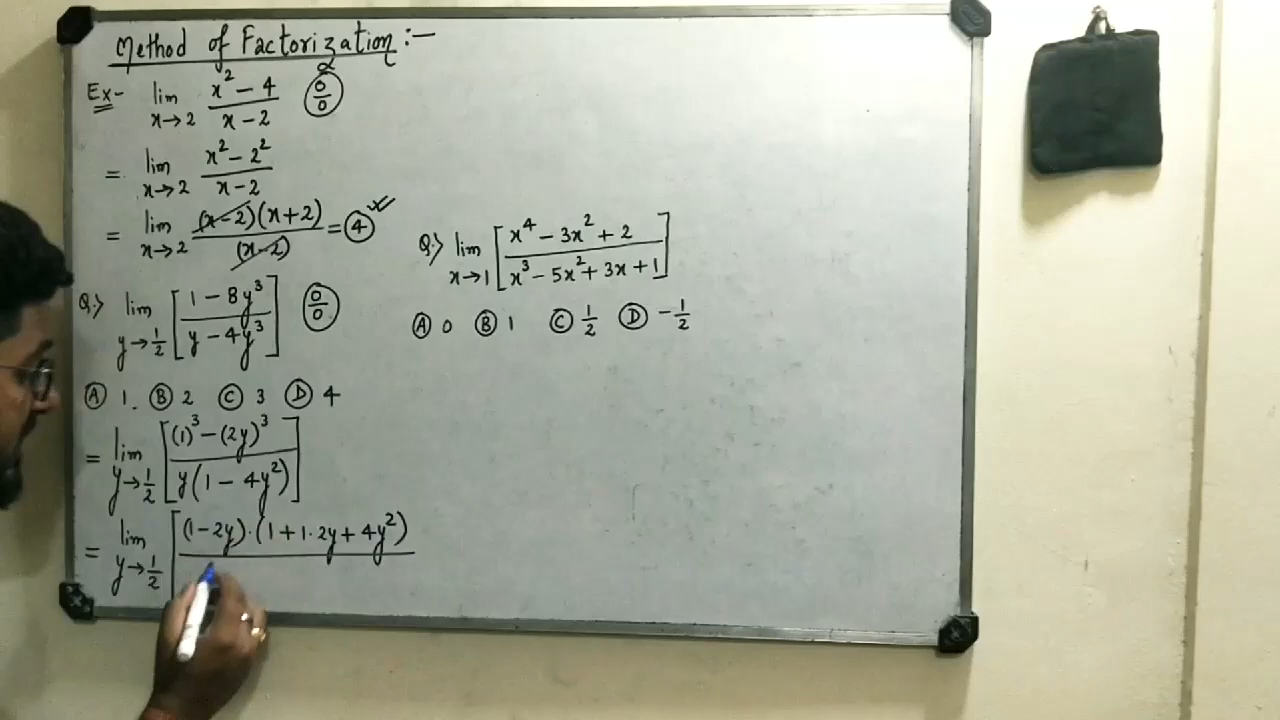 Method of Factorization :-
Ex- lim x→2 x² - 4 / x - 2 (0/0)
= lim x→2 x² - 2² / x - 2
= lim x→2 (x-2)(x+2) / (x-2) = 4
Q.> lim y→1/2 [1 - 8y³ / y - 4y³] (0/0)
(A) 1. (B) 2 (C) 3 (D) 4
= lim y→1/2 [(1)³ - (2y)³ / y(1 - 4y²)]
= lim y→1/2 [(1-2y)·(1+1·2y+4y²)
Q> lim x→1 [x⁴ - 3x² + 2 / x³ - 5x² + 3x + 1]
(A) 0 (B) 1 (C) 1/2 (D) -1/2